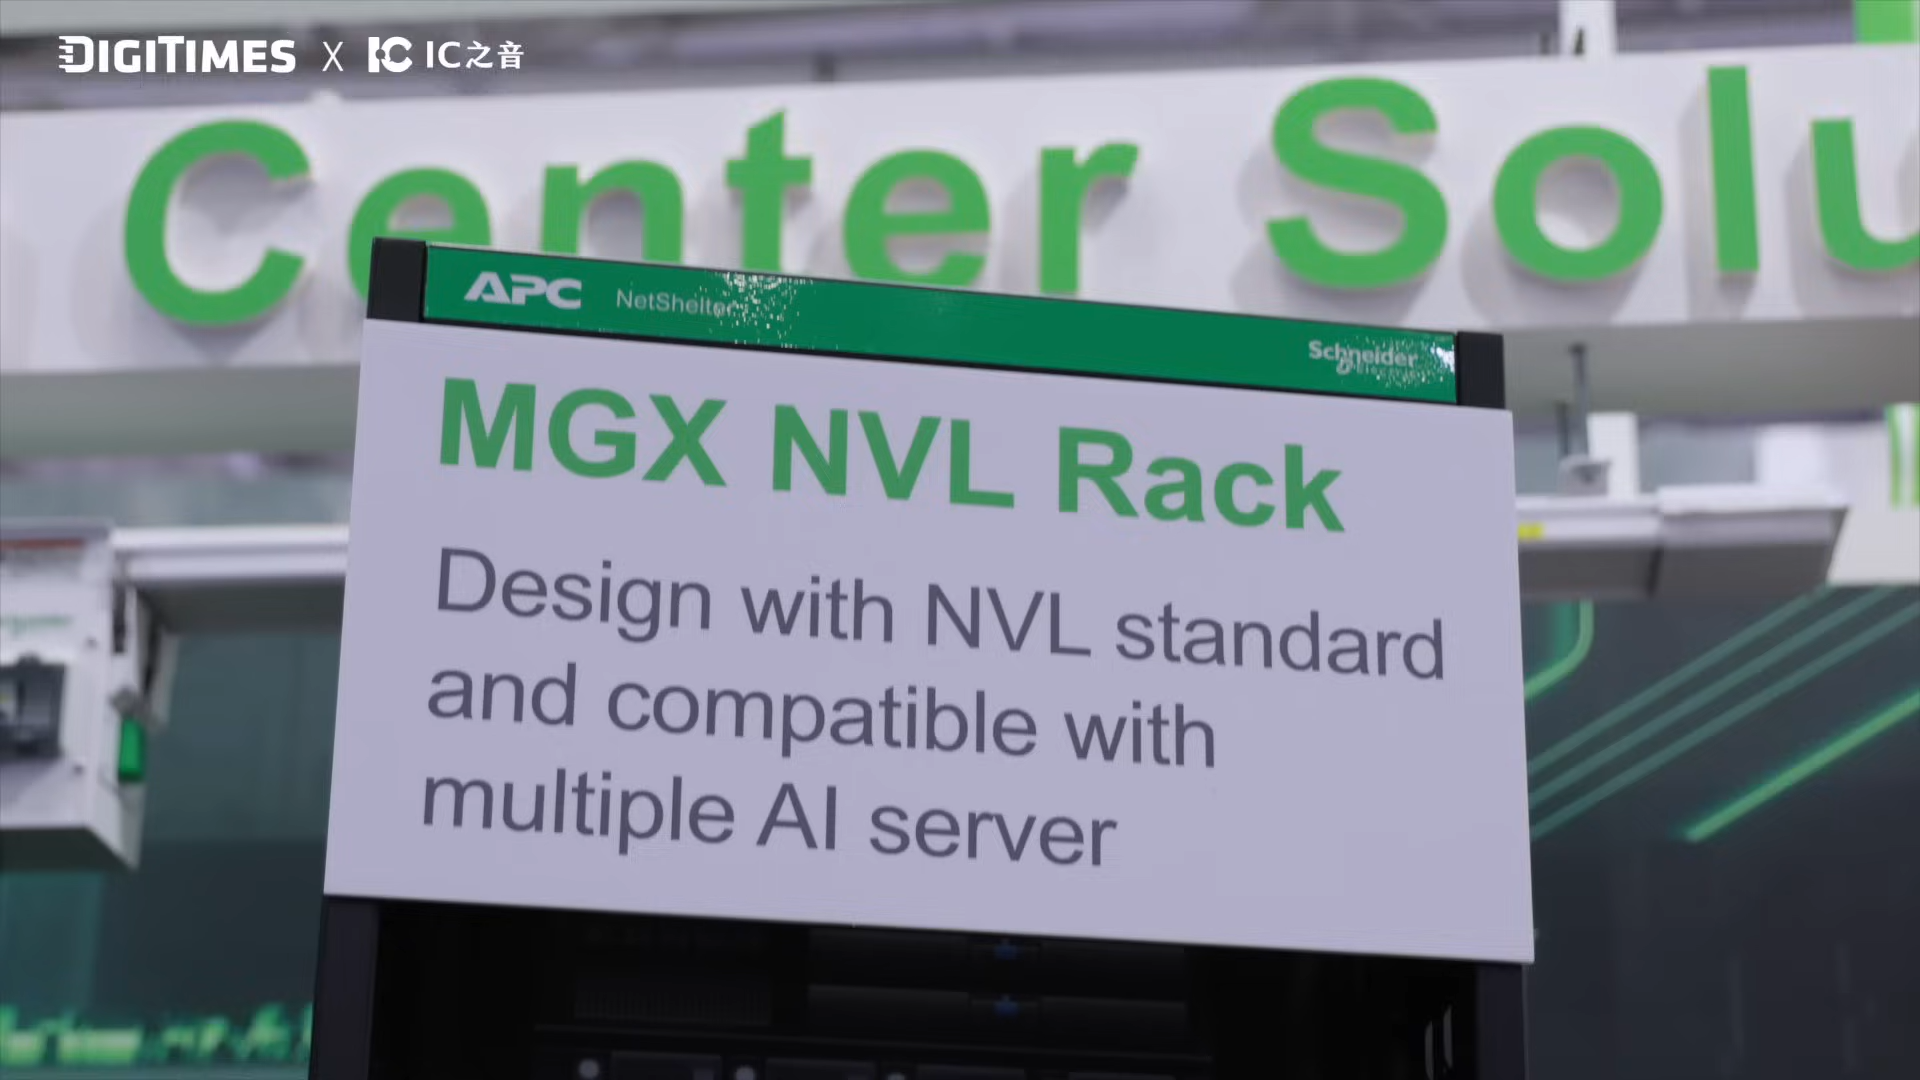 DIGITIMES X IC IC之音
Center Solu
APC NetShelter
Schneider
Electric
MGX NVL Rack
Design with NVL standard
and compatible with
multiple AI server